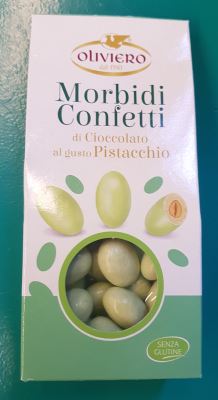 OLIVIERO
Morbidi
Confetti
di Cioccolato
al gusto Pistacchio
SENZA
GLUTINE